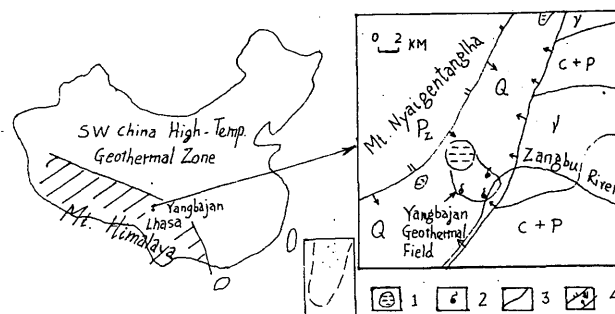 SW China High-Temp.
Geothermal Zone
Yangbajan
Lhasa
Mt. Himalaya
0 2 KM
Mt. Nyaigentanglha
Pz
Q
γ
C + P
γ
Zangbu
River
Yangbajan
Geothermal
Field
Q
C + P
1
2
3
4